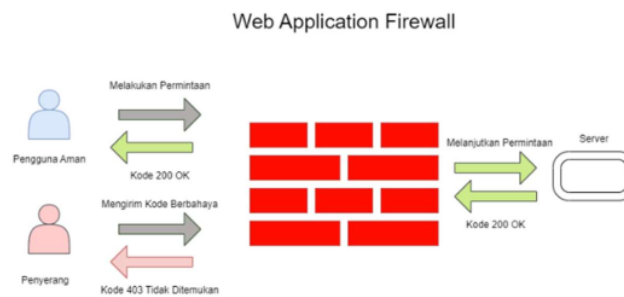 Web Application Firewall
Melakukan Permintaan
Pengguna Aman
Kode 200 OK
Mengirim Kode Berbahaya
Penyerang
Kode 403 Tidak Ditemukan
Melanjutkan Permintaan
Server
Kode 200 OK